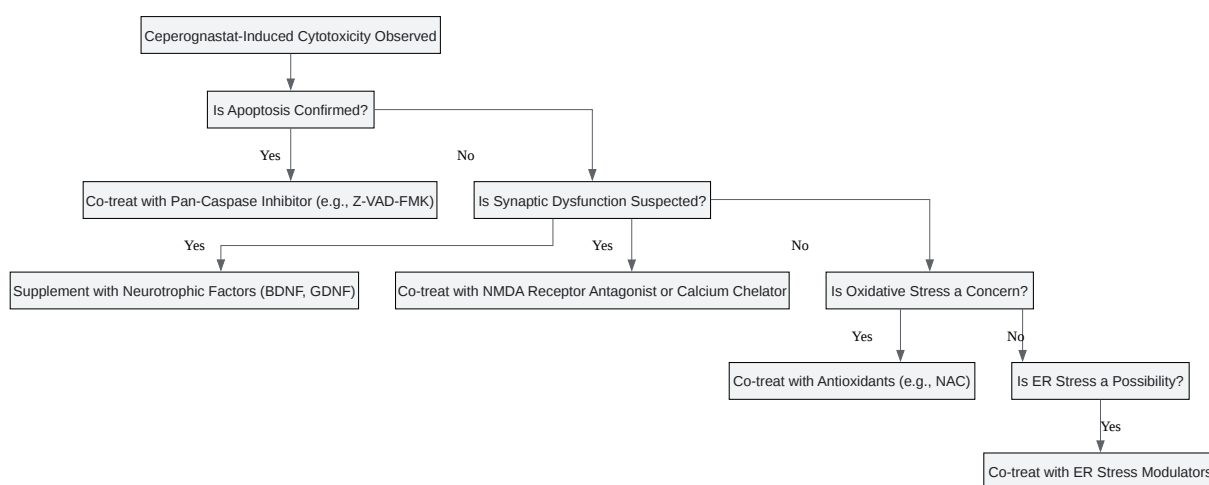 Ceperognastat-Induced Cytotoxicity Observed
Is Apoptosis Confirmed?
Yes
No
Co-treat with Pan-Caspase Inhibitor (e.g., Z-VAD-FMK)
Is Synaptic Dysfunction Suspected?
Yes
Yes
No
Supplement with Neurotrophic Factors (BDNF, GDNF)
Co-treat with NMDA Receptor Antagonist or Calcium Chelator
Is Oxidative Stress a Concern?
Yes
No
Co-treat with Antioxidants (e.g., NAC)
Is ER Stress a Possibility?
Yes
Co-treat with ER Stress Modulators